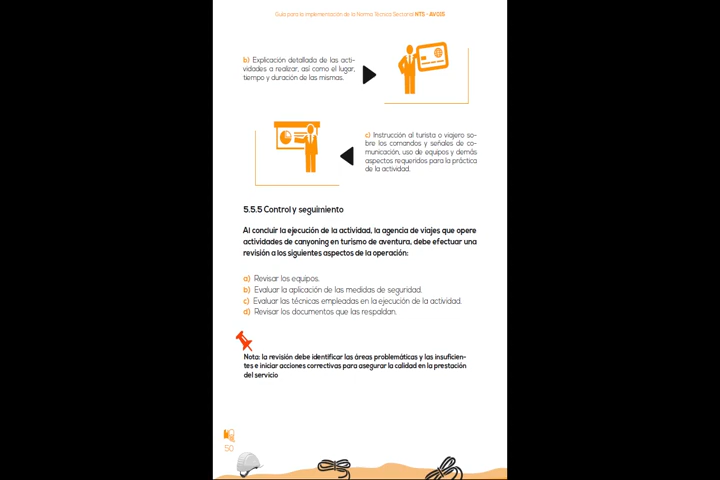 Guía para la implementación de la Norma Técnica Sectorial NTS - AV015
b) Explicación detallada de las acti-
vidades a realizar, así como el lugar,
tiempo y duración de las mismas.
c) Instrucción al turista o viajero so-
bre los comandos y señales de co-
municación, uso de equipos y demás
aspectos requeridos para la práctica
de la actividad.
5.5.5 Control y seguimiento
Al concluir la ejecución de la actividad, la agencia de viajes que opere
actividades de canyoning en turismo de aventura, debe efectuar una
revisión a los siguientes aspectos de la operación:
a) Revisar los equipos.
b) Evaluar la aplicación de las medidas de seguridad.
c) Evaluar las técnicas empleadas en la ejecución de la actividad.
d) Revisar los documentos que las respaldan.
Nota: la revisión debe identificar las áreas problemáticas y las insuficien-
tes e iniciar acciones correctivas para asegurar la calidad en la prestación
del servicio
50